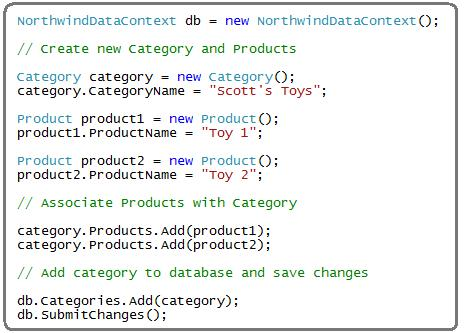 NorthwindDataContext db = new NorthwindDataContext();
// Create new Category and Products
Category category = new Category();
category.CategoryName = "Scott's Toys";
Product product1 = new Product();
product1.ProductName = "Toy 1";
Product product2 = new Product();
product2.ProductName = "Toy 2";
// Associate Products with Category
category.Products.Add(product1);
category.Products.Add(product2);
// Add category to database and save changes
db.Categories.Add(category);
db.SubmitChanges();